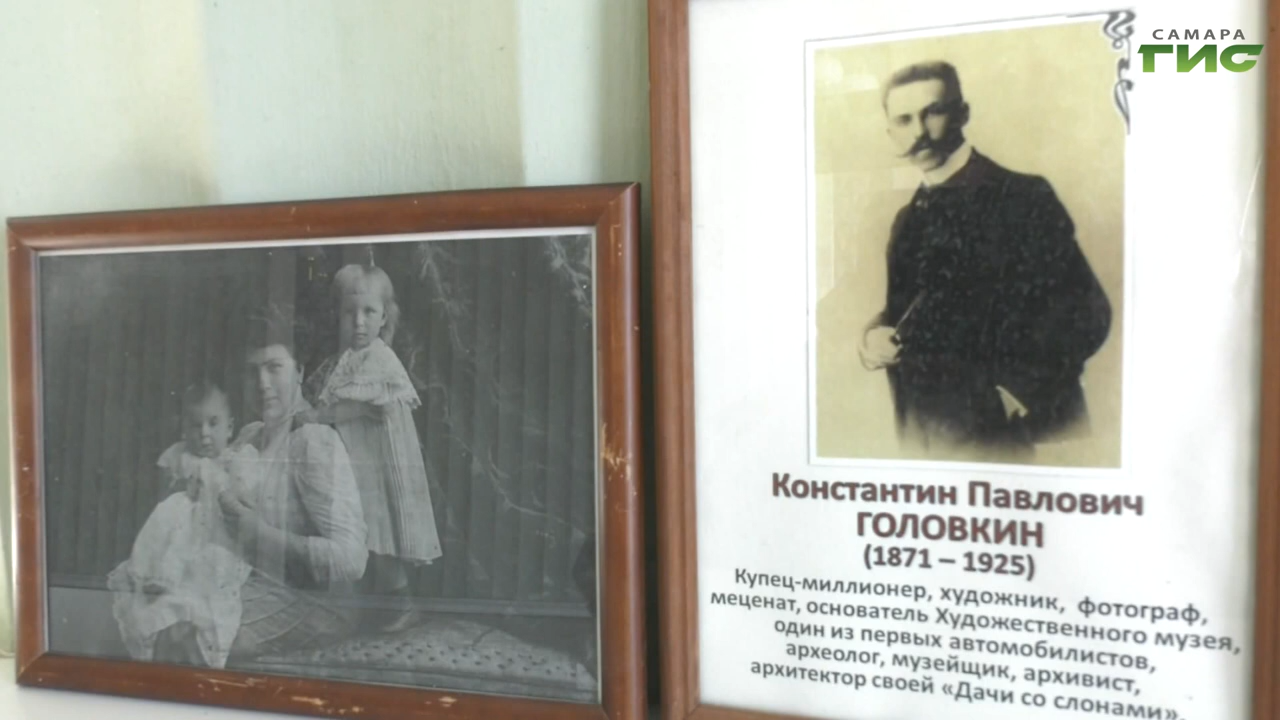 САМАРА
ГИС
Константин Павлович
ГОЛОВКИН
(1871 – 1925)
Купец-миллионер, художник, фотограф,
меценат, основатель Художественного музея,
один из первых автомобилистов,
археолог, музейщик, архивист,
архитектор своей «Дачи со слонами».